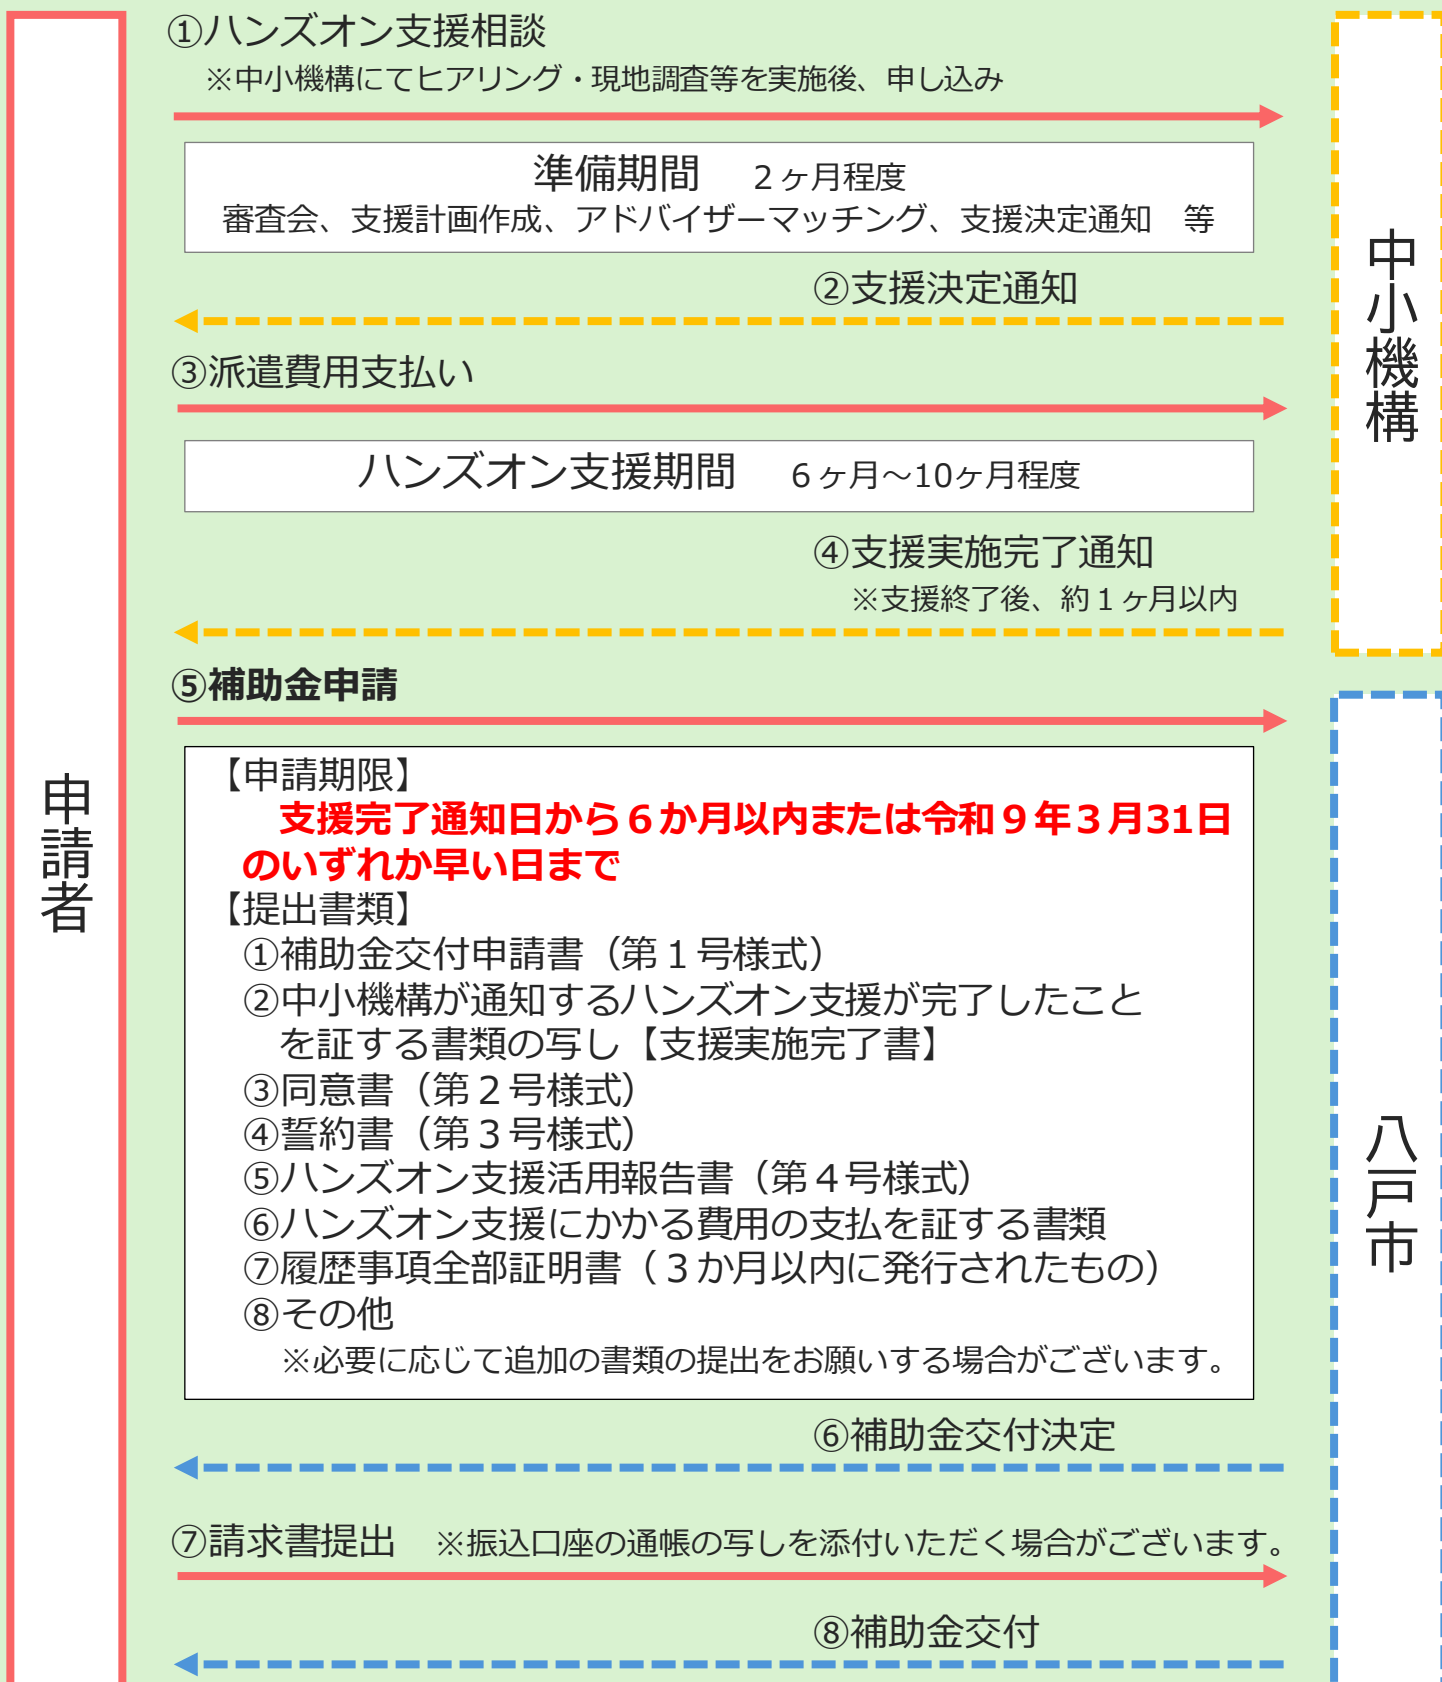 ①ハンズオン支援相談
※中小機構にてヒアリング・現地調査等を実施後、申し込み
準備期間　２ヶ月程度
審査会、支援計画作成、アドバイザーマッチング、支援決定通知　等
②支援決定通知
③派遣費用支払い
ハンズオン支援期間　６ヶ月～10ヶ月程度
④支援実施完了通知
※支援終了後、約１ヶ月以内
中小機構
⑤補助金申請
申請者
【申請期限】
支援完了通知日から６か月以内または令和９年３月31日
のいずれか早い日まで
【提出書類】
①補助金交付申請書（第１号様式）
②中小機構が通知するハンズオン支援が完了したこと
を証する書類の写し【支援実施完了書】
③同意書（第２号様式）
④誓約書（第３号様式）
⑤ハンズオン支援活用報告書（第４号様式）
⑥ハンズオン支援にかかる費用の支払を証する書類
⑦履歴事項全部証明書（３か月以内に発行されたもの）
⑧その他
※必要に応じて追加の書類の提出をお願いする場合がございます。
八戸市
⑥補助金交付決定
⑦請求書提出　※振込口座の通帳の写しを添付いただく場合がございます。
⑧補助金交付